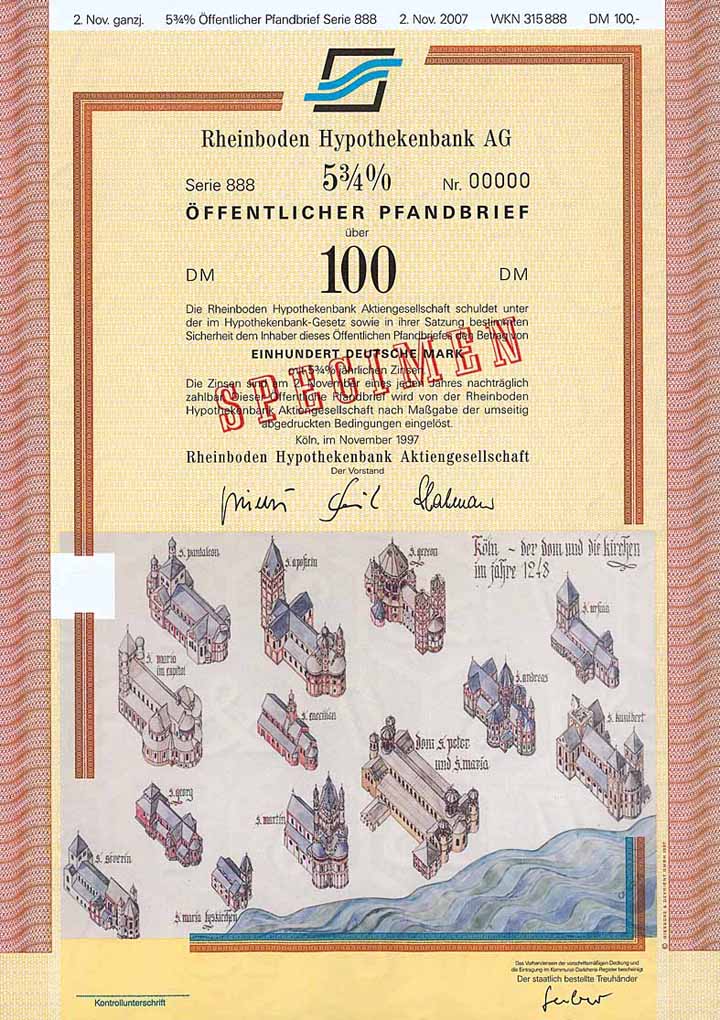 2. Nov. ganzj. 5¾% Öffentlicher Pfandbrief Serie 888 2. Nov. 2007 WKN 315888 DM 100,-
Rheinboden Hypothekenbank AG
Serie 888 5¾% Nr. 00000
ÖFFENTLICHER PFANDBRIEF
über
DM 100 DM
Die Rheinboden Hypothekenbank Aktiengesellschaft schuldet unter
der im Hypothekenbank-Gesetz sowie in ihrer Satzung bestimmten
Sicherheit dem Inhaber dieses Öffentlichen Pfandbriefes den Betrag von
EINHUNDERT DEUTSCHE MARK
mit 5¾% jährlichen Zinsen.
Die Zinsen sind am 2. November eines jeden Jahres nachträglich
zahlbar. Dieser Öffentliche Pfandbrief wird von der Rheinboden
Hypothekenbank Aktiengesellschaft nach Maßgabe der umseitig
abgedruckten Bedingungen eingelöst.
SPECIMEN
Köln, im November 1997
Rheinboden Hypothekenbank Aktiengesellschaft
Der Vorstand
Köln ~ der dom und die kirchen
im jahre 1248
s. pantaleon
s. aposteln
s. gereon
s. ursula
s. maria
im capitol
s. andreas
s. caecilien
s. kunibert
dom s. peter
und s. maria
s. georg
s. martin
s. severin
s. maria lyskirchen
Das Vorhandensein der vorschriftsmäßigen Deckung und
die Eintragung im Kommunal-Darlehens-Register bescheinigt
Der staatlich bestellte Treuhänder
Kontrollunterschrift